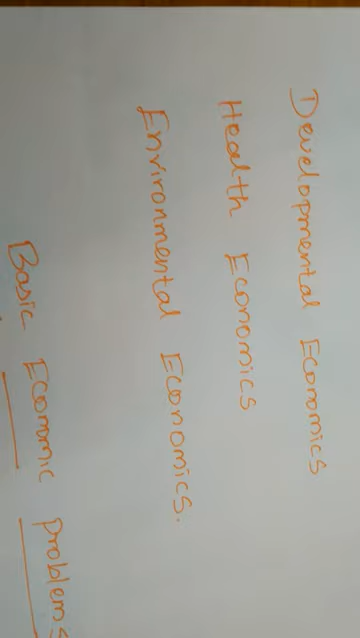 Developmental Economics
Health Economics
Environmental Economics.
Basic Economic Problems